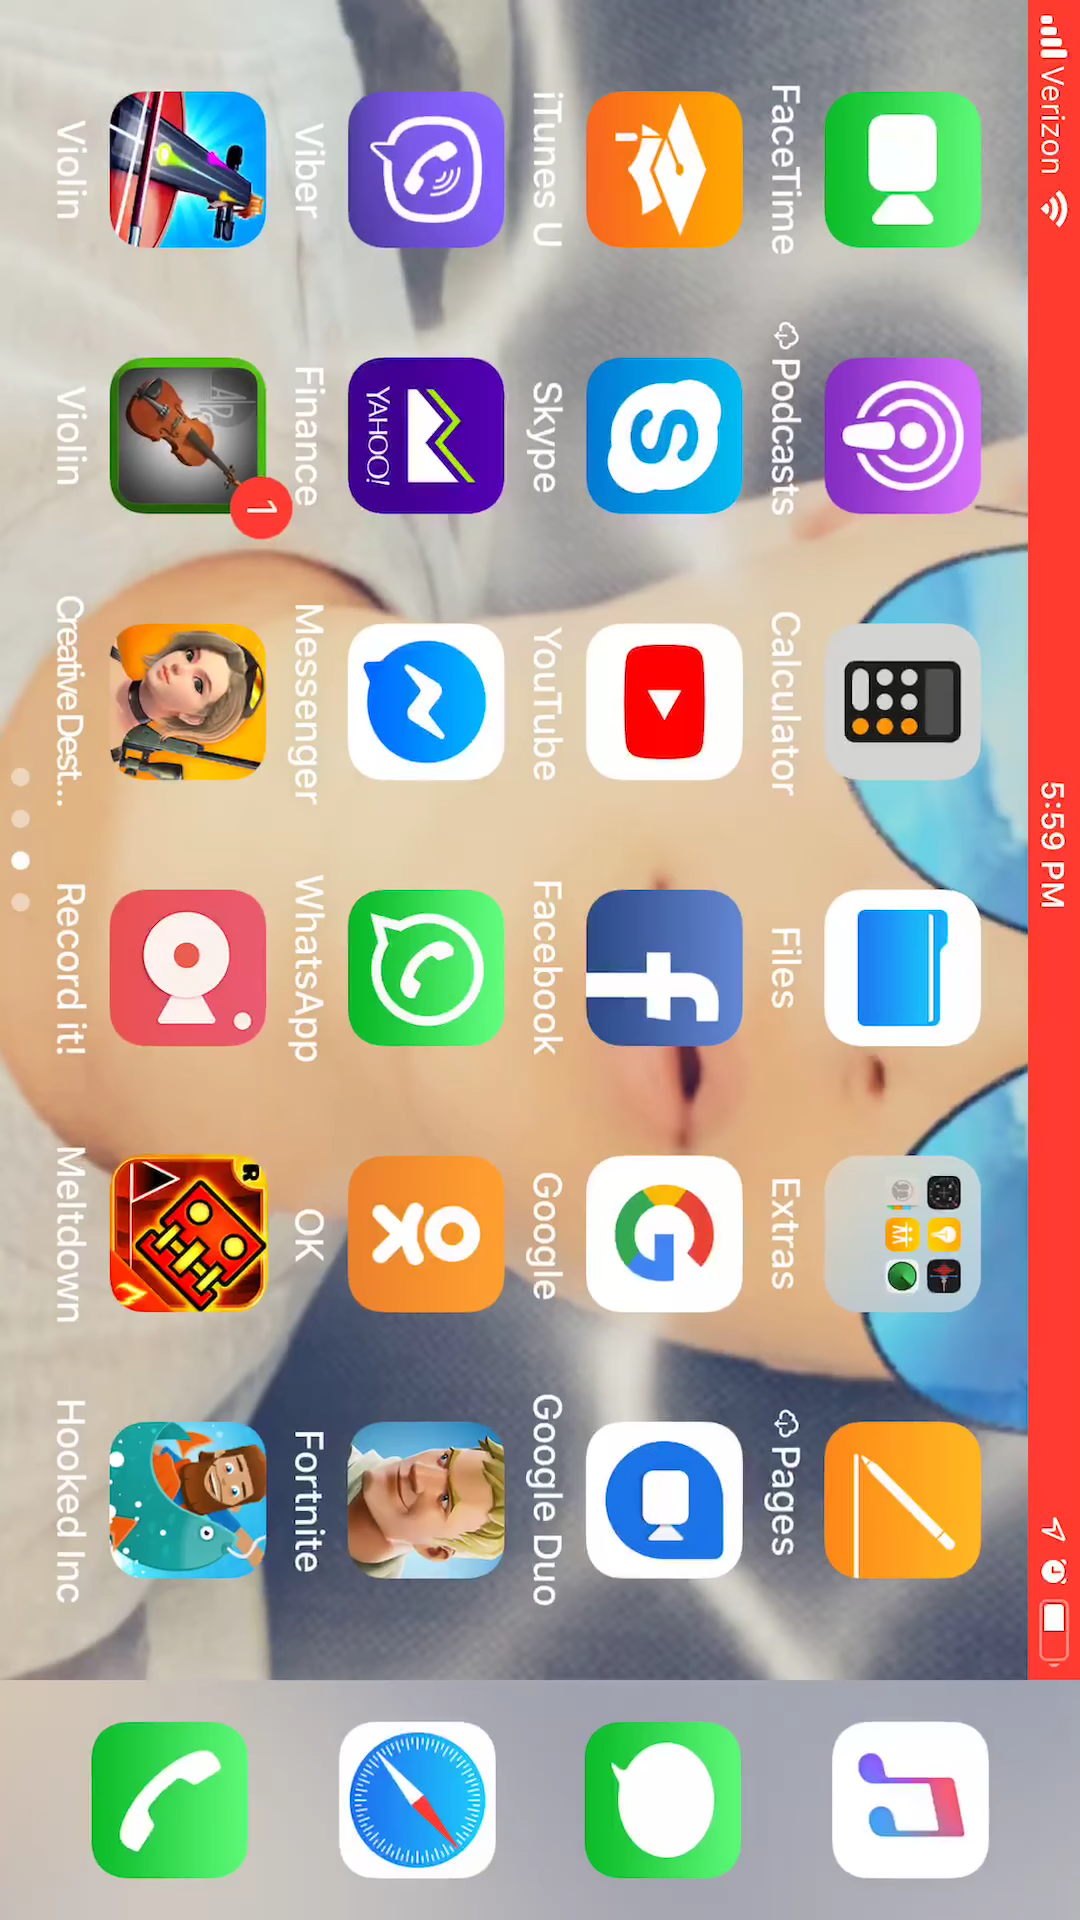 Verizon 5:59 PM
FaceTime Podcasts Calculator Files Extras Pages
iTunes U Skype YouTube Facebook Google Google Duo
YAHOO!
Viber Finance Messenger WhatsApp OK Fortnite
1
R
Violin Violin CreativeDest... Record it! Meltdown Hooked Inc